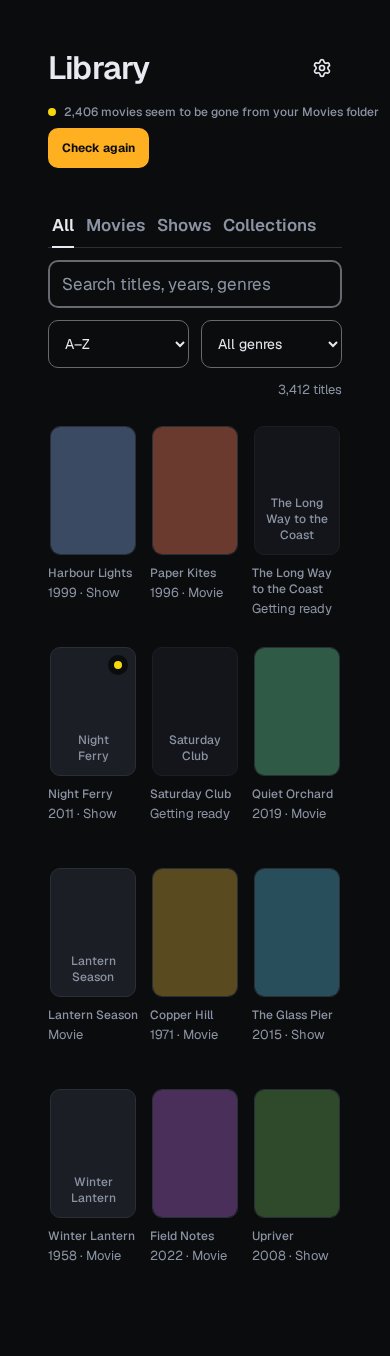 Library
2,406 movies seem to be gone from your Movies folder
Check again
All Movies Shows Collections
Search titles, years, genres
A–Z
All genres
3,412 titles
The Long
Way to the
Coast
Harbour Lights
1999 · Show
Paper Kites
1996 · Movie
The Long Way
to the Coast
Getting ready
Night
Ferry
Saturday
Club
Night Ferry
2011 · Show
Saturday Club
Getting ready
Quiet Orchard
2019 · Movie
Lantern
Season
Lantern Season
Movie
Copper Hill
1971 · Movie
The Glass Pier
2015 · Show
Winter
Lantern
Winter Lantern
1958 · Movie
Field Notes
2022 · Movie
Upriver
2008 · Show